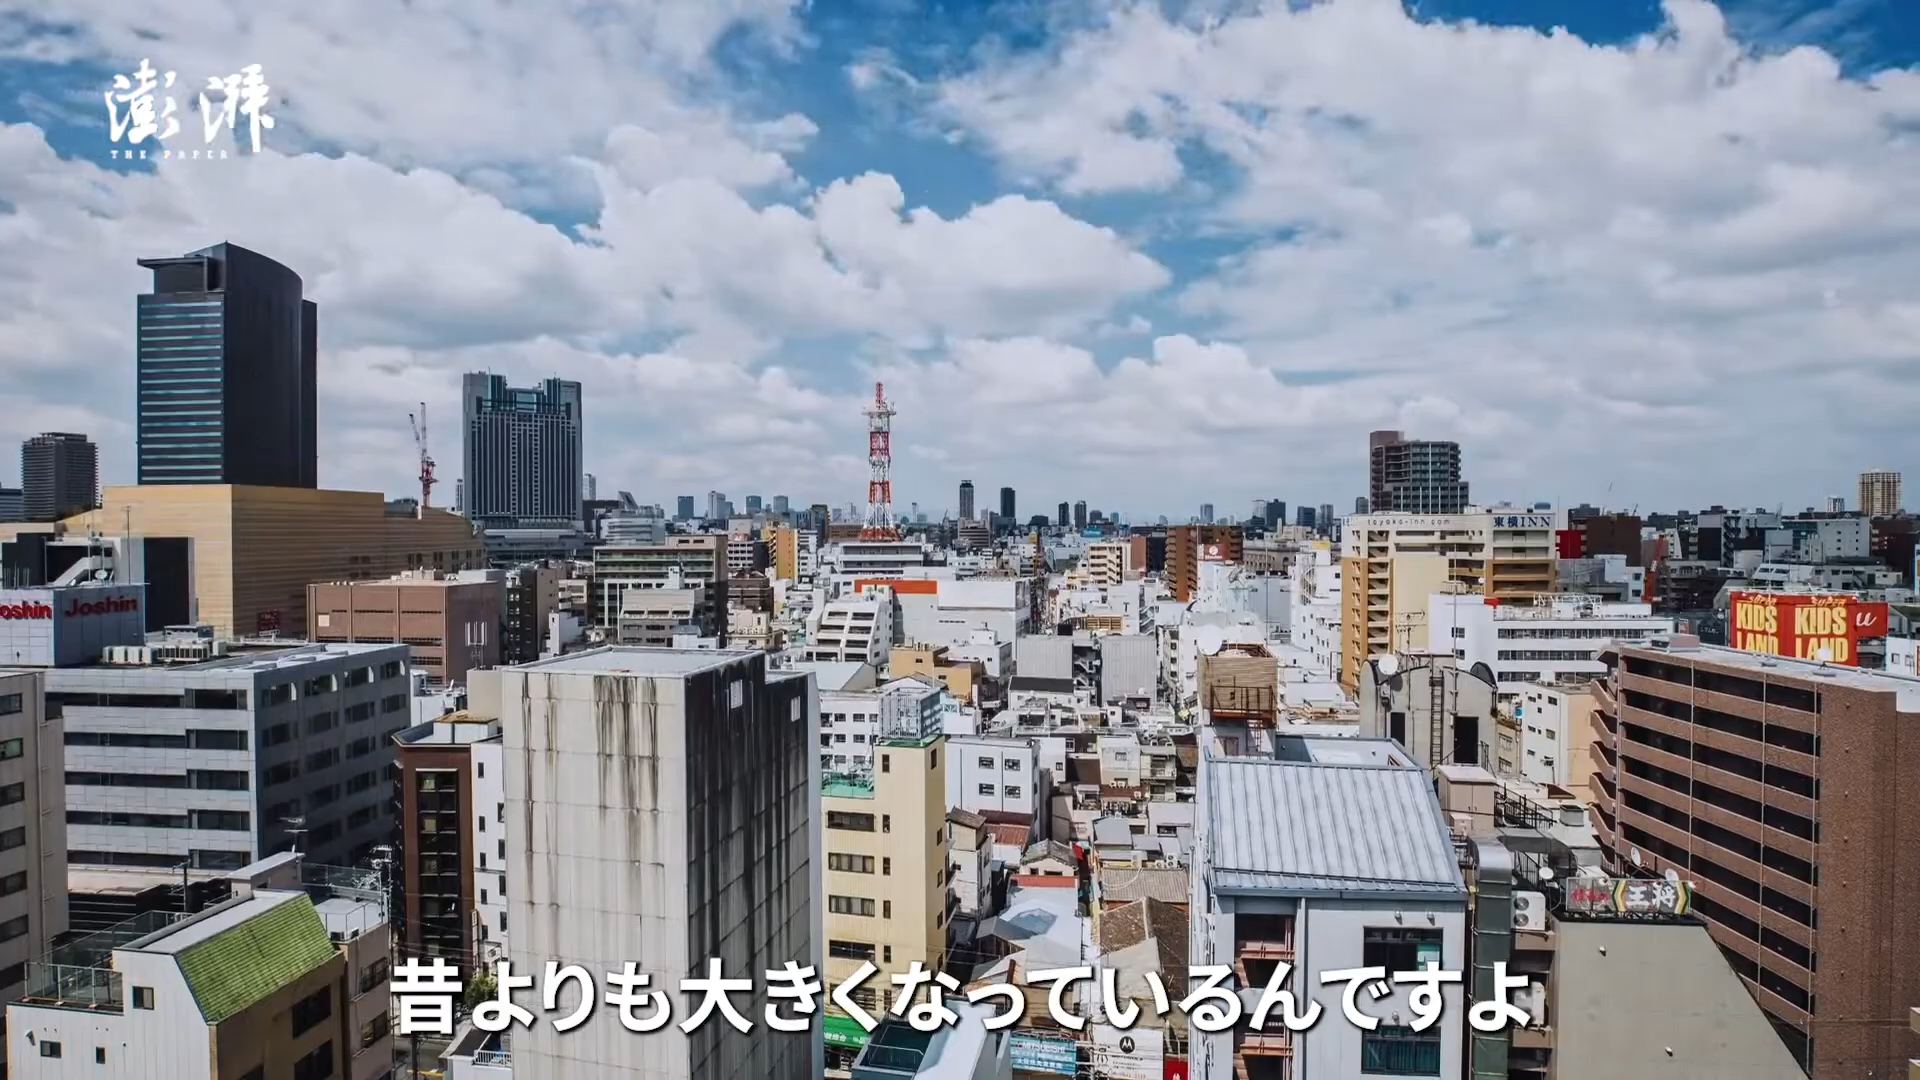 澎湃
THE PAPER
Joshin
Joshin
toyoko-inn.com
東横INN
KIDS
LAND
KIDS
LAND
王将
昔よりも大きくなっているんですよ